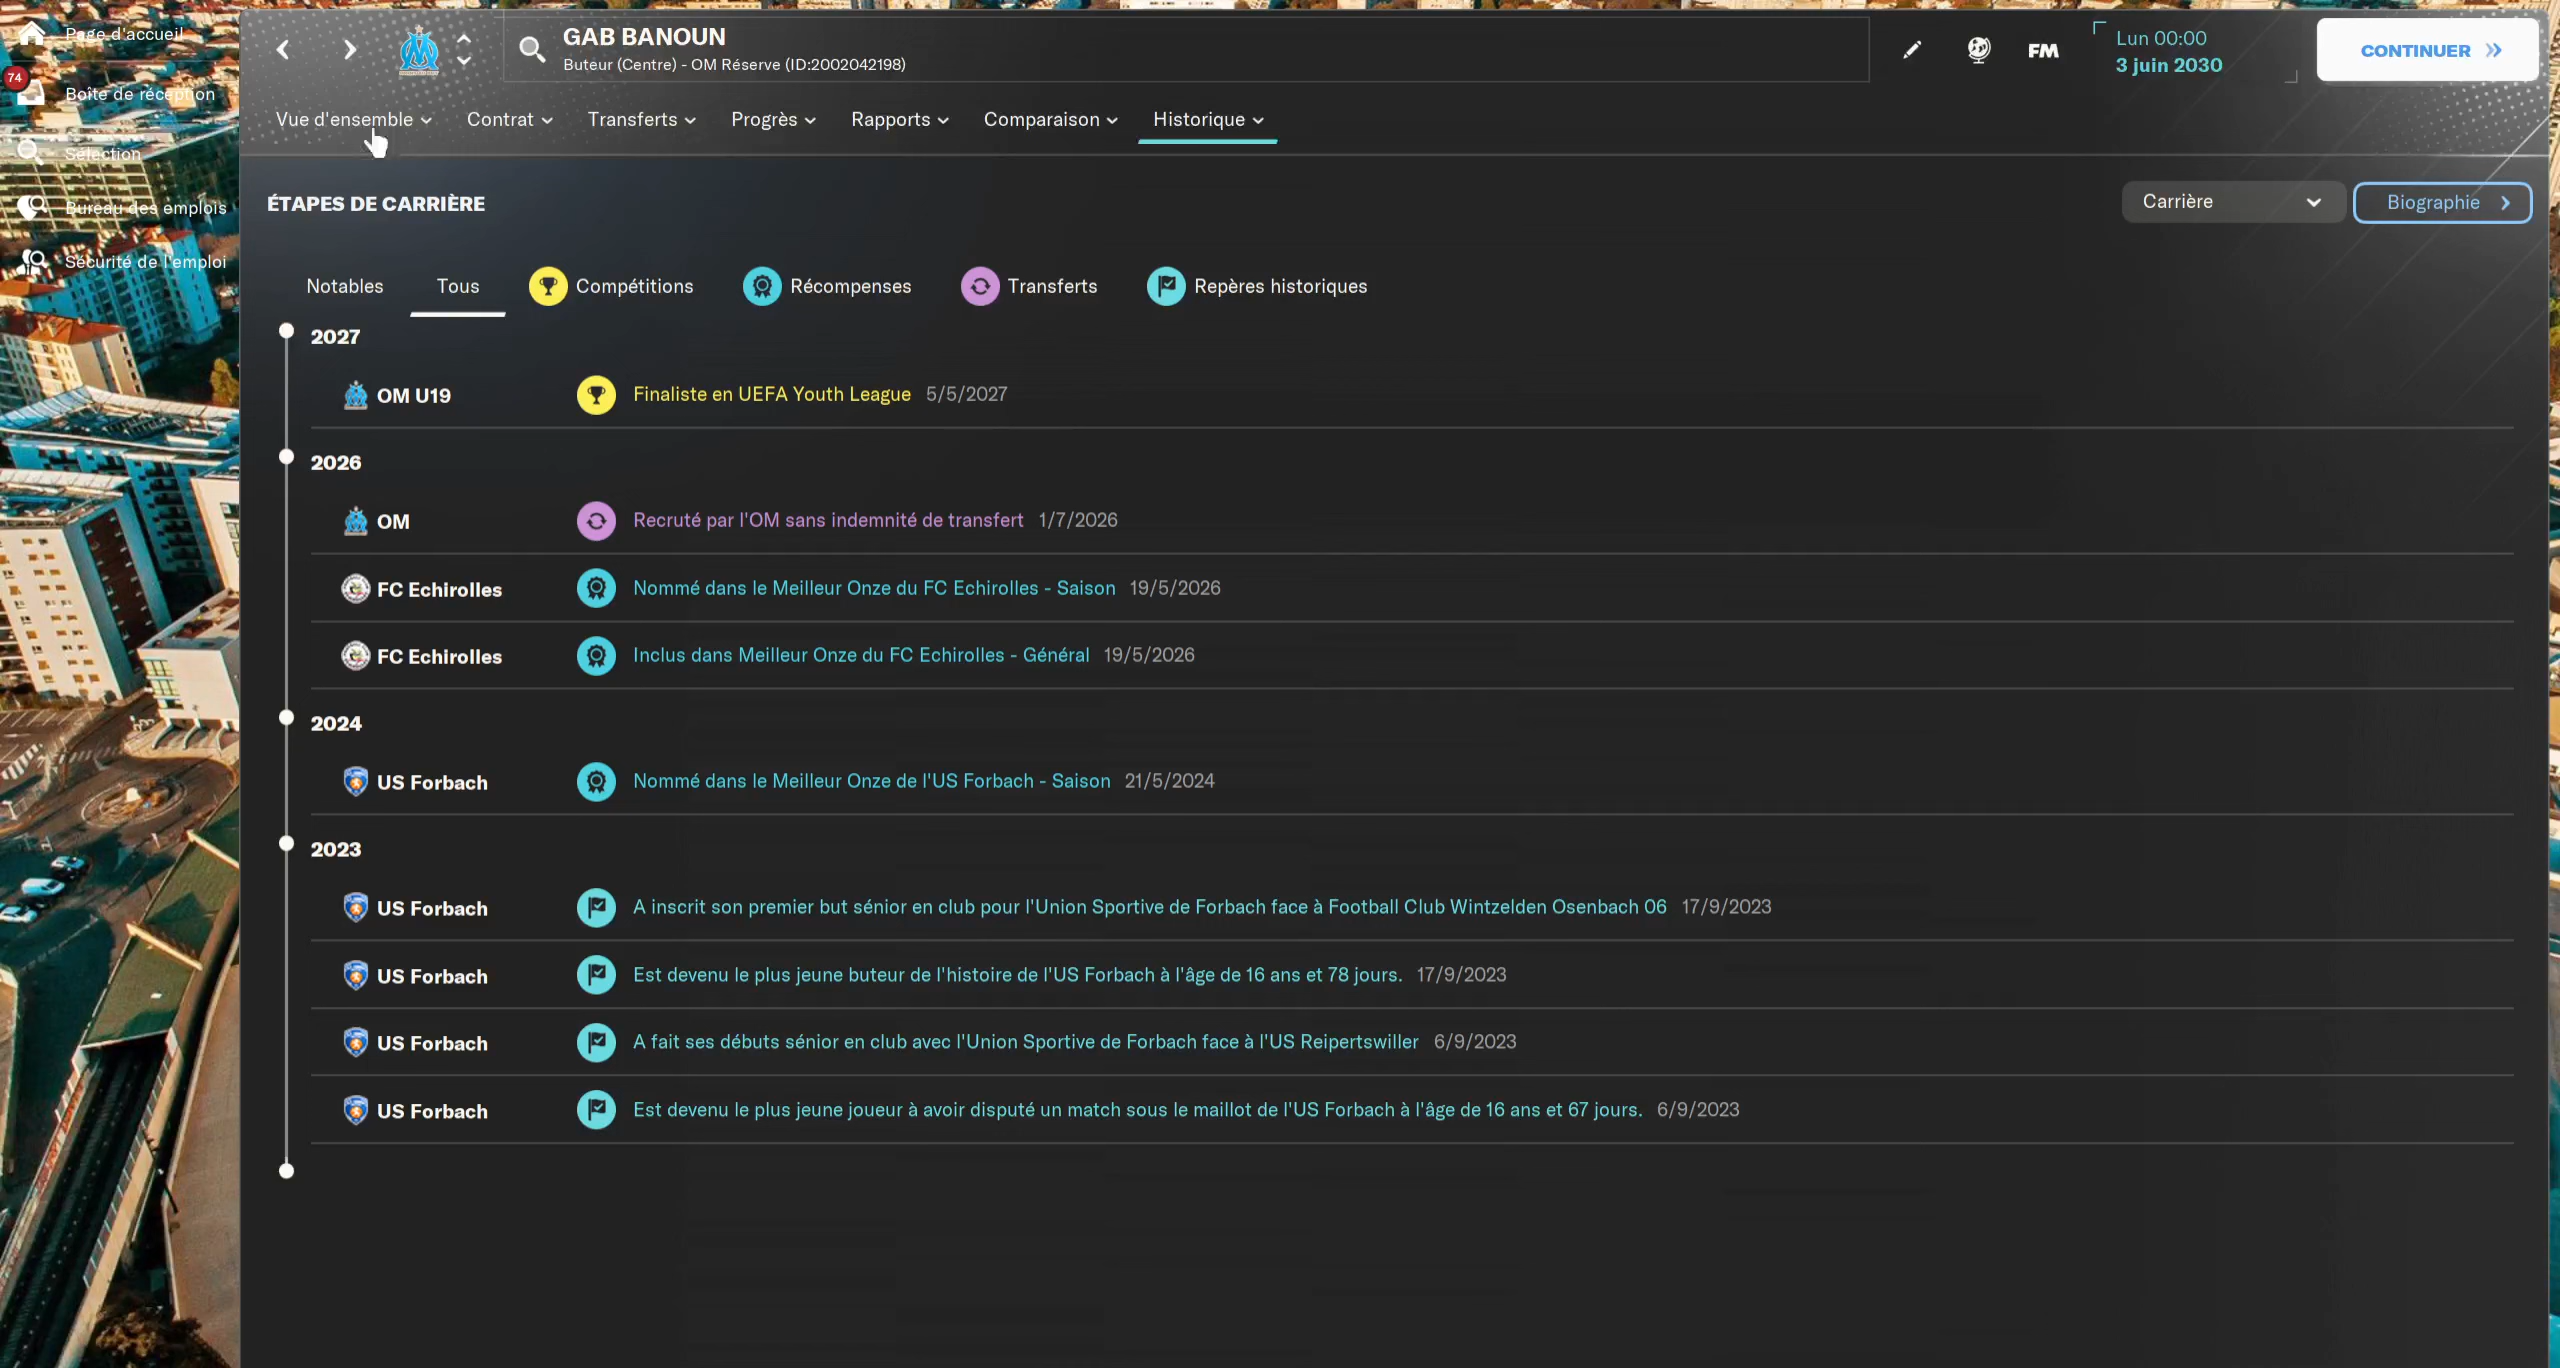 Page d'accueil
74
Boîte de réception
Sélection
Bureau des emplois
Sécurité de l'emploi
GAB BANOUN
Buteur (Centre) - OM Réserve (ID:2002042198)
FM
Lun 00:00
3 juin 2030
CONTINUER
Vue d'ensemble
Contrat
Transferts
Progrès
Rapports
Comparaison
Historique
ÉTAPES DE CARRIÈRE
Carrière
Biographie
Notables
Tous
Compétitions
Récompenses
Transferts
Repères historiques
2027
OM U19 Finaliste en UEFA Youth League 5/5/2027
2026
OM Recruté par l'OM sans indemnité de transfert 1/7/2026
FC Echirolles Nommé dans le Meilleur Onze du FC Echirolles - Saison 19/5/2026
FC Echirolles Inclus dans Meilleur Onze du FC Echirolles - Général 19/5/2026
2024
US Forbach Nommé dans le Meilleur Onze de l'US Forbach - Saison 21/5/2024
2023
US Forbach A inscrit son premier but sénior en club pour l'Union Sportive de Forbach face à Football Club Wintzelden Osenbach 06 17/9/2023
US Forbach Est devenu le plus jeune buteur de l'histoire de l'US Forbach à l'âge de 16 ans et 78 jours. 17/9/2023
US Forbach A fait ses débuts sénior en club avec l'Union Sportive de Forbach face à l'US Reipertswiller 6/9/2023
US Forbach Est devenu le plus jeune joueur à avoir disputé un match sous le maillot de l'US Forbach à l'âge de 16 ans et 67 jours. 6/9/2023